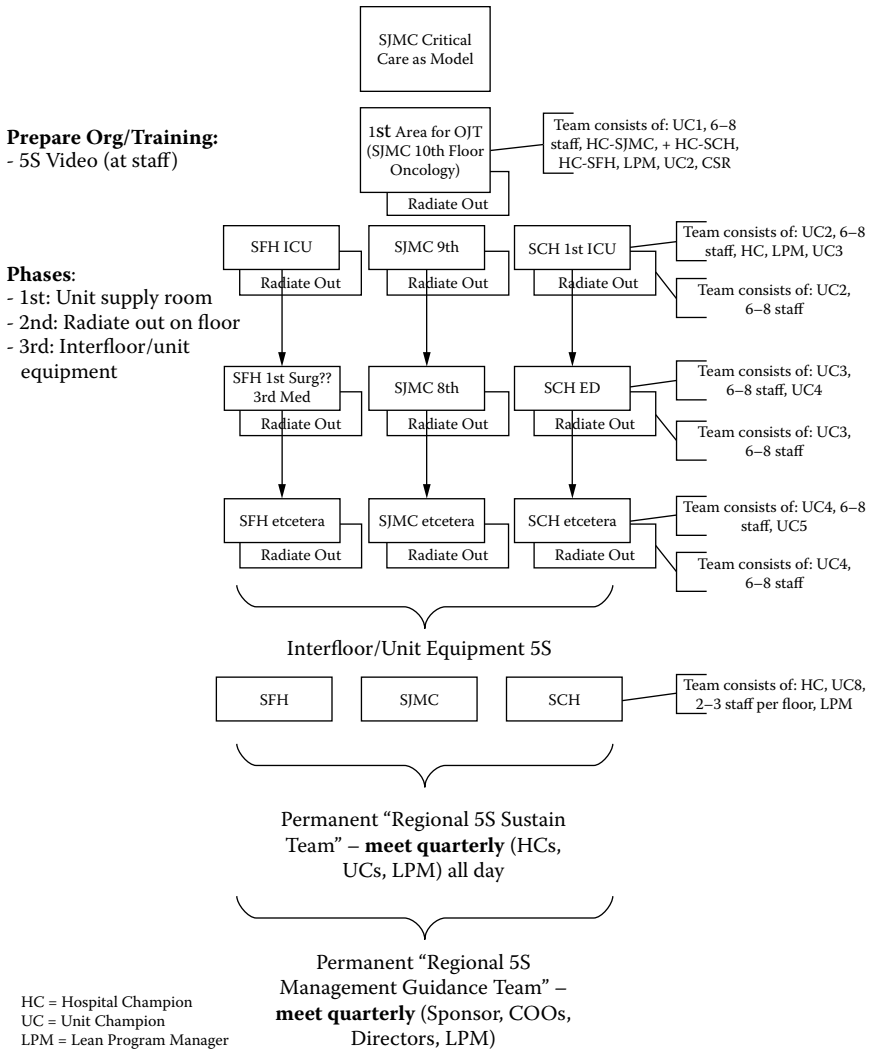 SJMC Critical
Care as Model
Prepare Org/Training:
- 5S Video (at staff)
1st Area for OJT
(SJMC 10th Floor
Oncology)
Radiate Out
Team consists of: UC1, 6–8
staff, HC-SJMC, + HC-SCH,
HC-SFH, LPM, UC2, CSR
Phases:
- 1st: Unit supply room
- 2nd: Radiate out on floor
- 3rd: Interfloor/unit
equipment
SFH ICU
Radiate Out
SJMC 9th
Radiate Out
SCH 1st ICU
Radiate Out
Team consists of: UC2, 6–8
staff, HC, LPM, UC3
Team consists of: UC2,
6–8 staff
SFH 1st Surg??
3rd Med
Radiate Out
SJMC 8th
Radiate Out
SCH ED
Radiate Out
Team consists of: UC3,
6–8 staff, UC4
Team consists of: UC3,
6–8 staff
SFH etcetera
Radiate Out
SJMC etcetera
Radiate Out
SCH etcetera
Radiate Out
Team consists of: UC4, 6–8
staff, UC5
Team consists of: UC4,
6–8 staff
Interfloor/Unit Equipment 5S
SFH
SJMC
SCH
Team consists of: HC, UC8,
2–3 staff per floor, LPM
Permanent “Regional 5S Sustain
Team” – meet quarterly (HCs,
UCs, LPM) all day
Permanent “Regional 5S
Management Guidance Team” –
meet quarterly (Sponsor, COOs,
Directors, LPM)
HC = Hospital Champion
UC = Unit Champion
LPM = Lean Program Manager